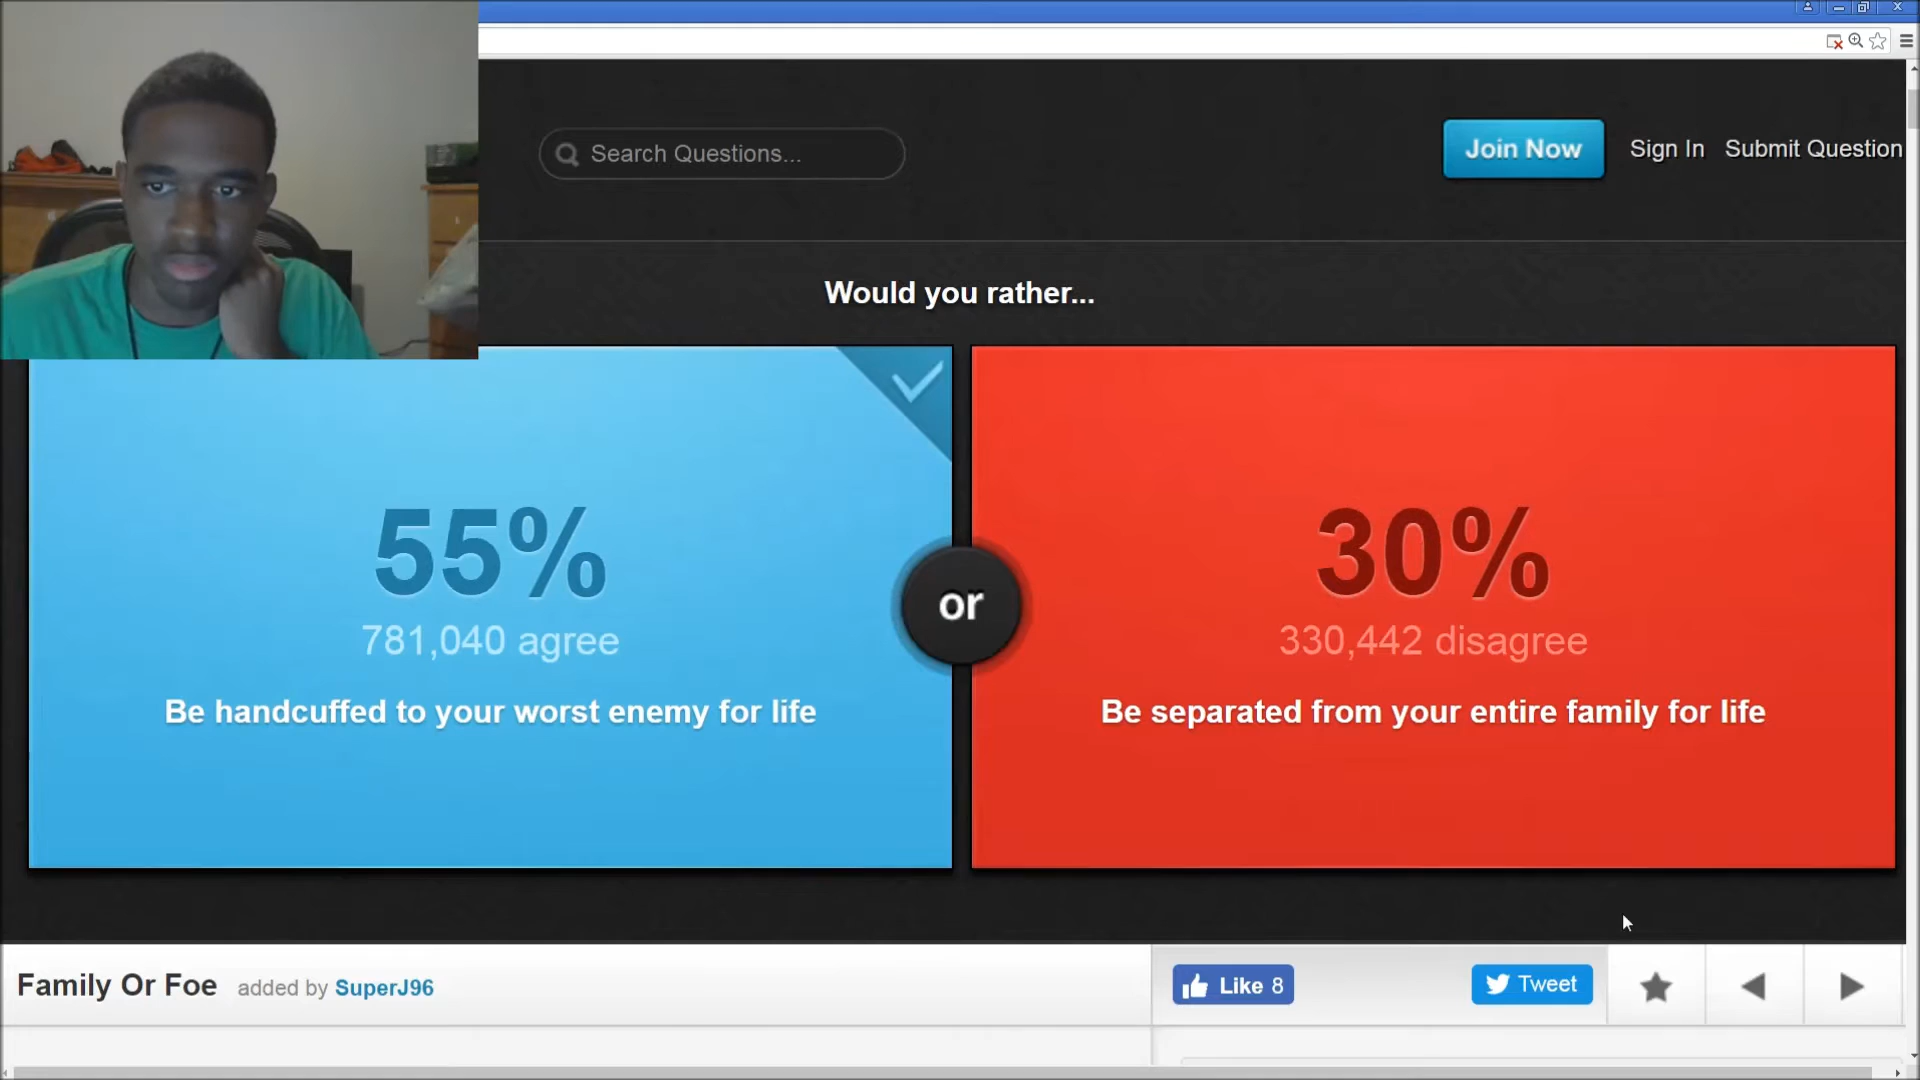 Search Questions...
Join Now
Sign In
Submit Question
Would you rather...
55%
781,040 agree
Be handcuffed to your worst enemy for life
or
30%
330,442 disagree
Be separated from your entire family for life
Family Or Foe added by SuperJ96
Like 8
Tweet